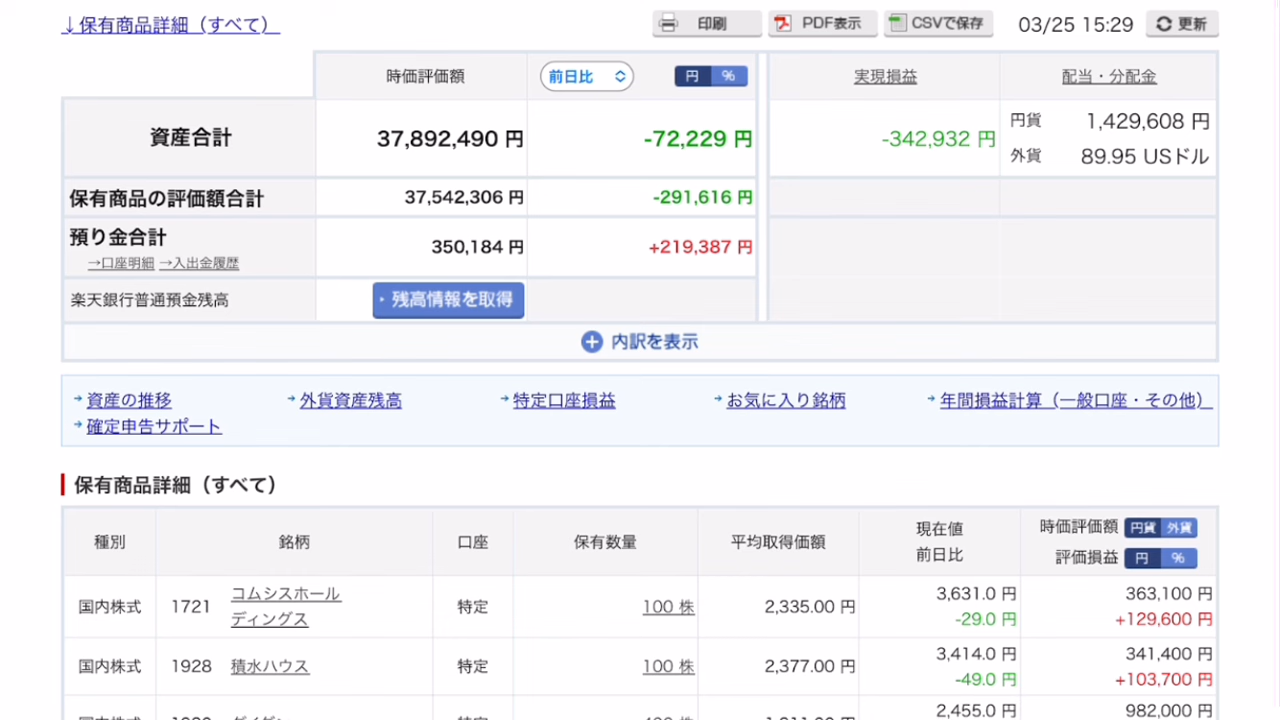 ↓保有商品詳細（すべて）
印刷 PDF表示 CSVで保存 03/25 15:29 更新
時価評価額 前日比 円 % 実現損益 配当・分配金
資産合計 37,892,490 円 -72,229 円 -342,932 円 円貨 1,429,608 円
外貨 89.95 USドル
保有商品の評価額合計 37,542,306 円 -291,616 円
預り金合計 350,184 円 +219,387 円
→口座明細 →入出金履歴
楽天銀行普通預金残高 残高情報を取得
内訳を表示
資産の推移 外貨資産残高 特定口座損益 お気に入り銘柄 年間損益計算（一般口座・その他）
確定申告サポート
保有商品詳細（すべて）
種別 銘柄 口座 保有数量 平均取得価額 現在値 時価評価額 円貨 外貨
前日比 評価損益 円 %
国内株式 1721 コムシスホール 特定 100 株 2,335.00 円 3,631.0 円 363,100 円
ディングス -29.0 円 +129,600 円
国内株式 1928 積水ハウス 特定 100 株 2,377.00 円 3,414.0 円 341,400 円
-49.0 円 +103,700 円
2,455.0 円 982,000 円